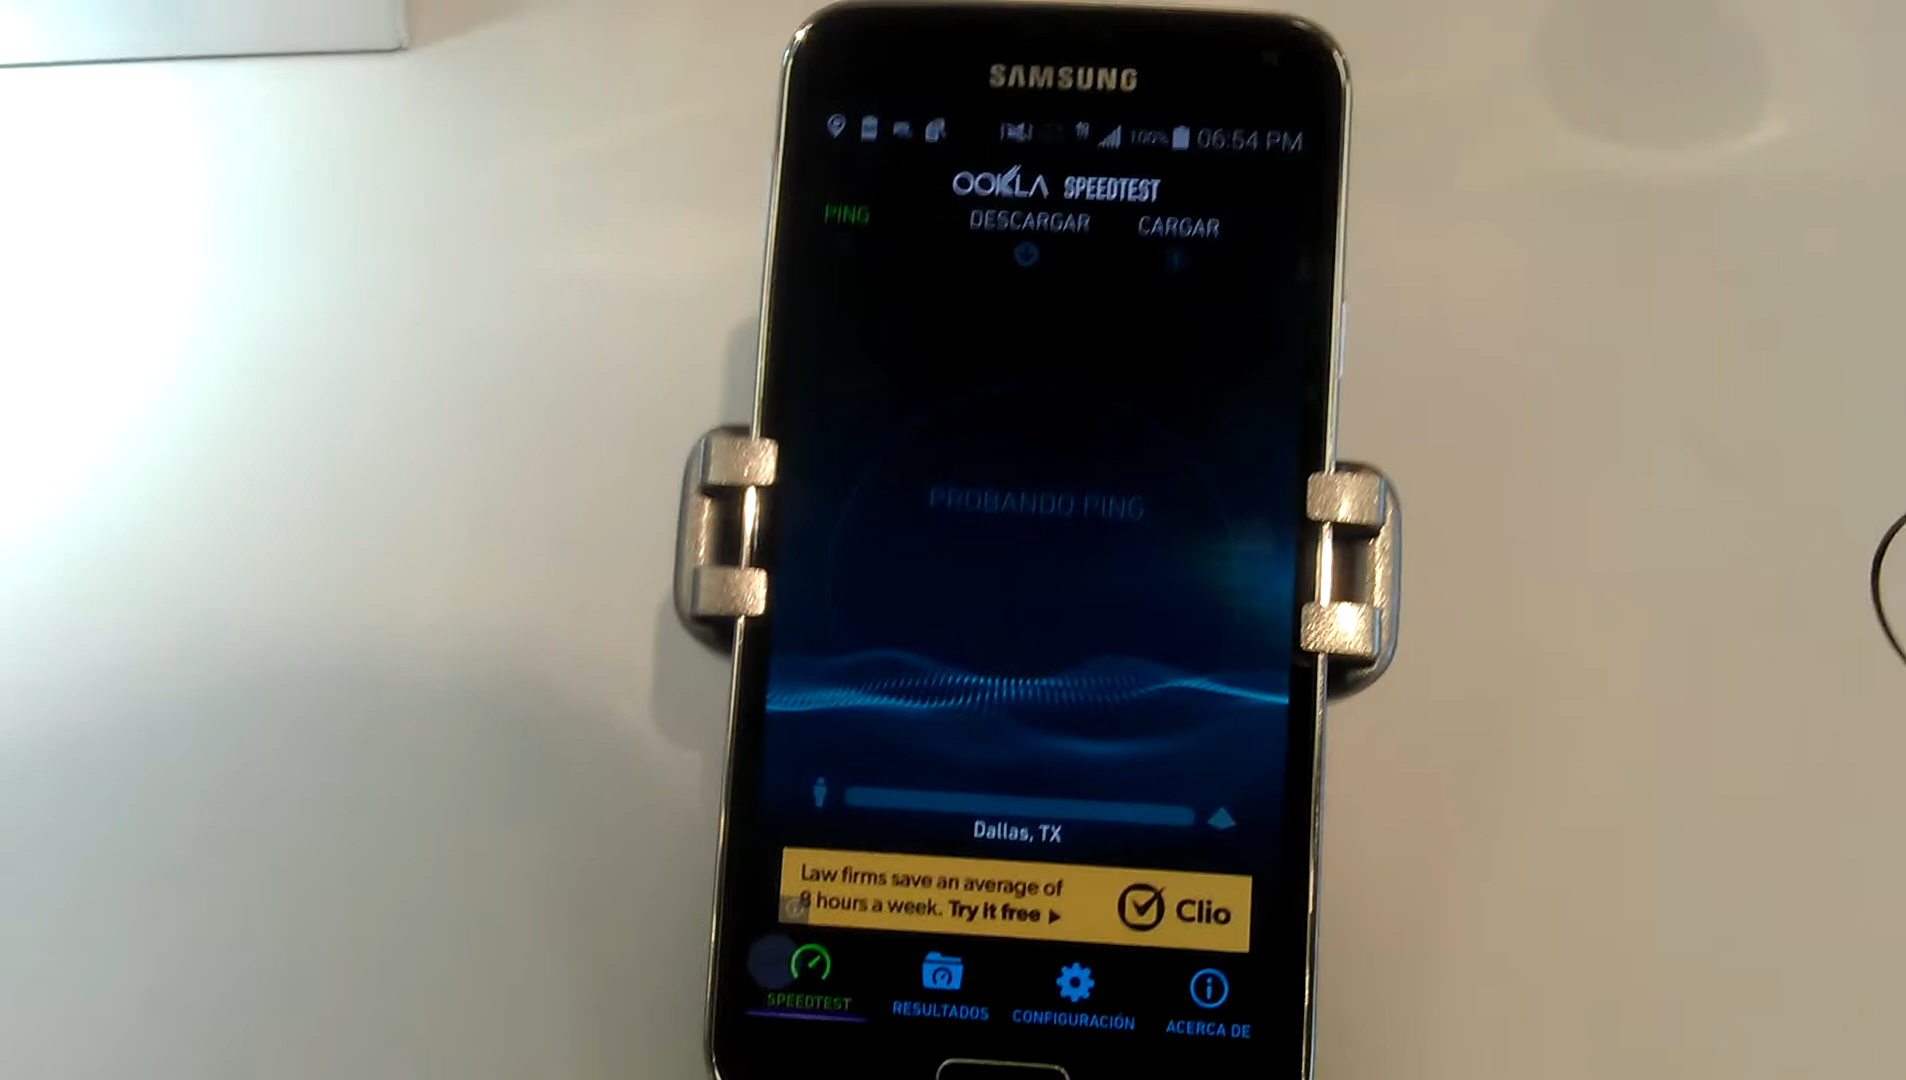 SAMSUNG
100% 06:54 PM
OOKLA SPEEDTEST
PING DESCARGAR CARGAR
PROBANDO PING
Dallas, TX
Law firms save an average of
8 hours a week. Try it free
Clio
SPEEDTEST RESULTADOS CONFIGURACIÓN ACERCA DE